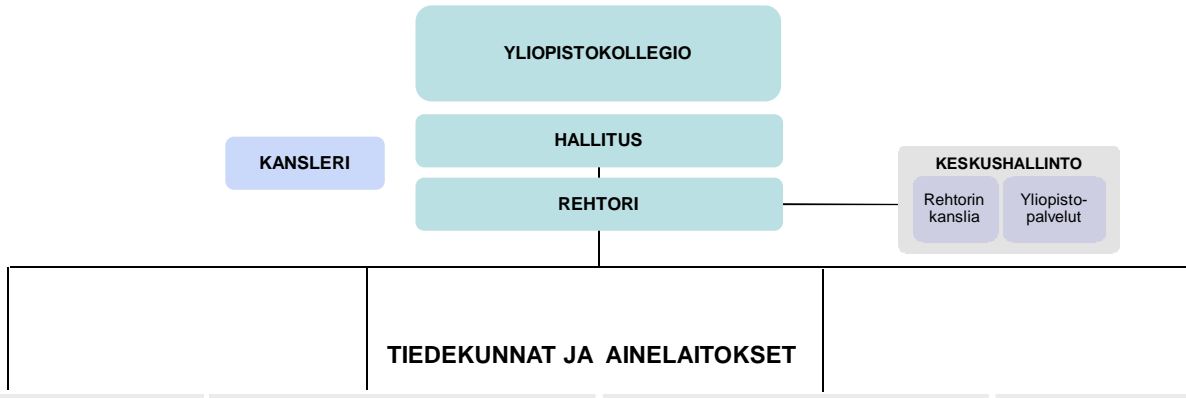 YLIOPISTOKOLLEGIO
HALLITUS
KANSLERI
REHTORI
KESKUSHALLINTO
Rehtorin
kanslia
Yliopisto-
palvelut
TIEDEKUNNAT JA AINELAITOKSET